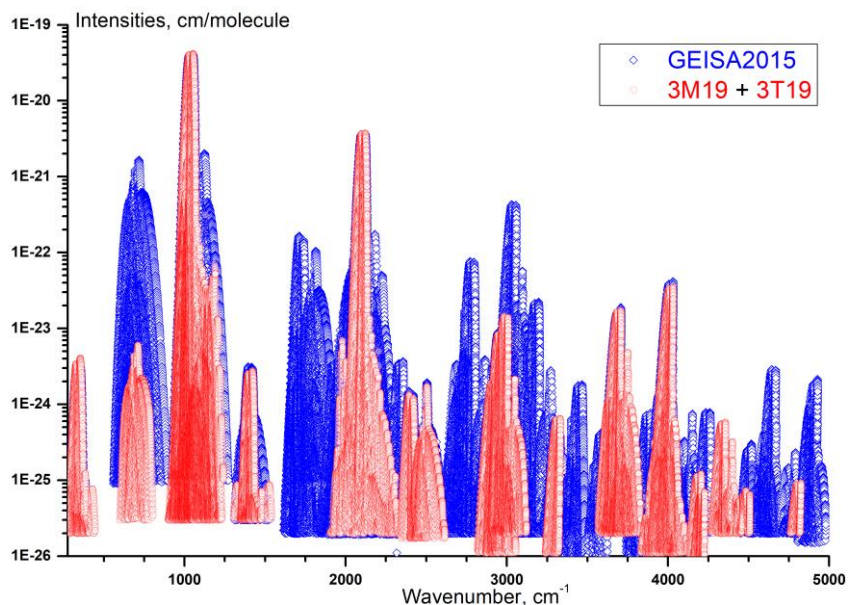 Intensities, cm/molecule
1E-19
1E-20
1E-21
1E-22
1E-23
1E-24
1E-25
1E-26
GEISA2015
3M19 + 3T19
1000 2000 3000 4000 5000
Wavenumber, cm⁻¹